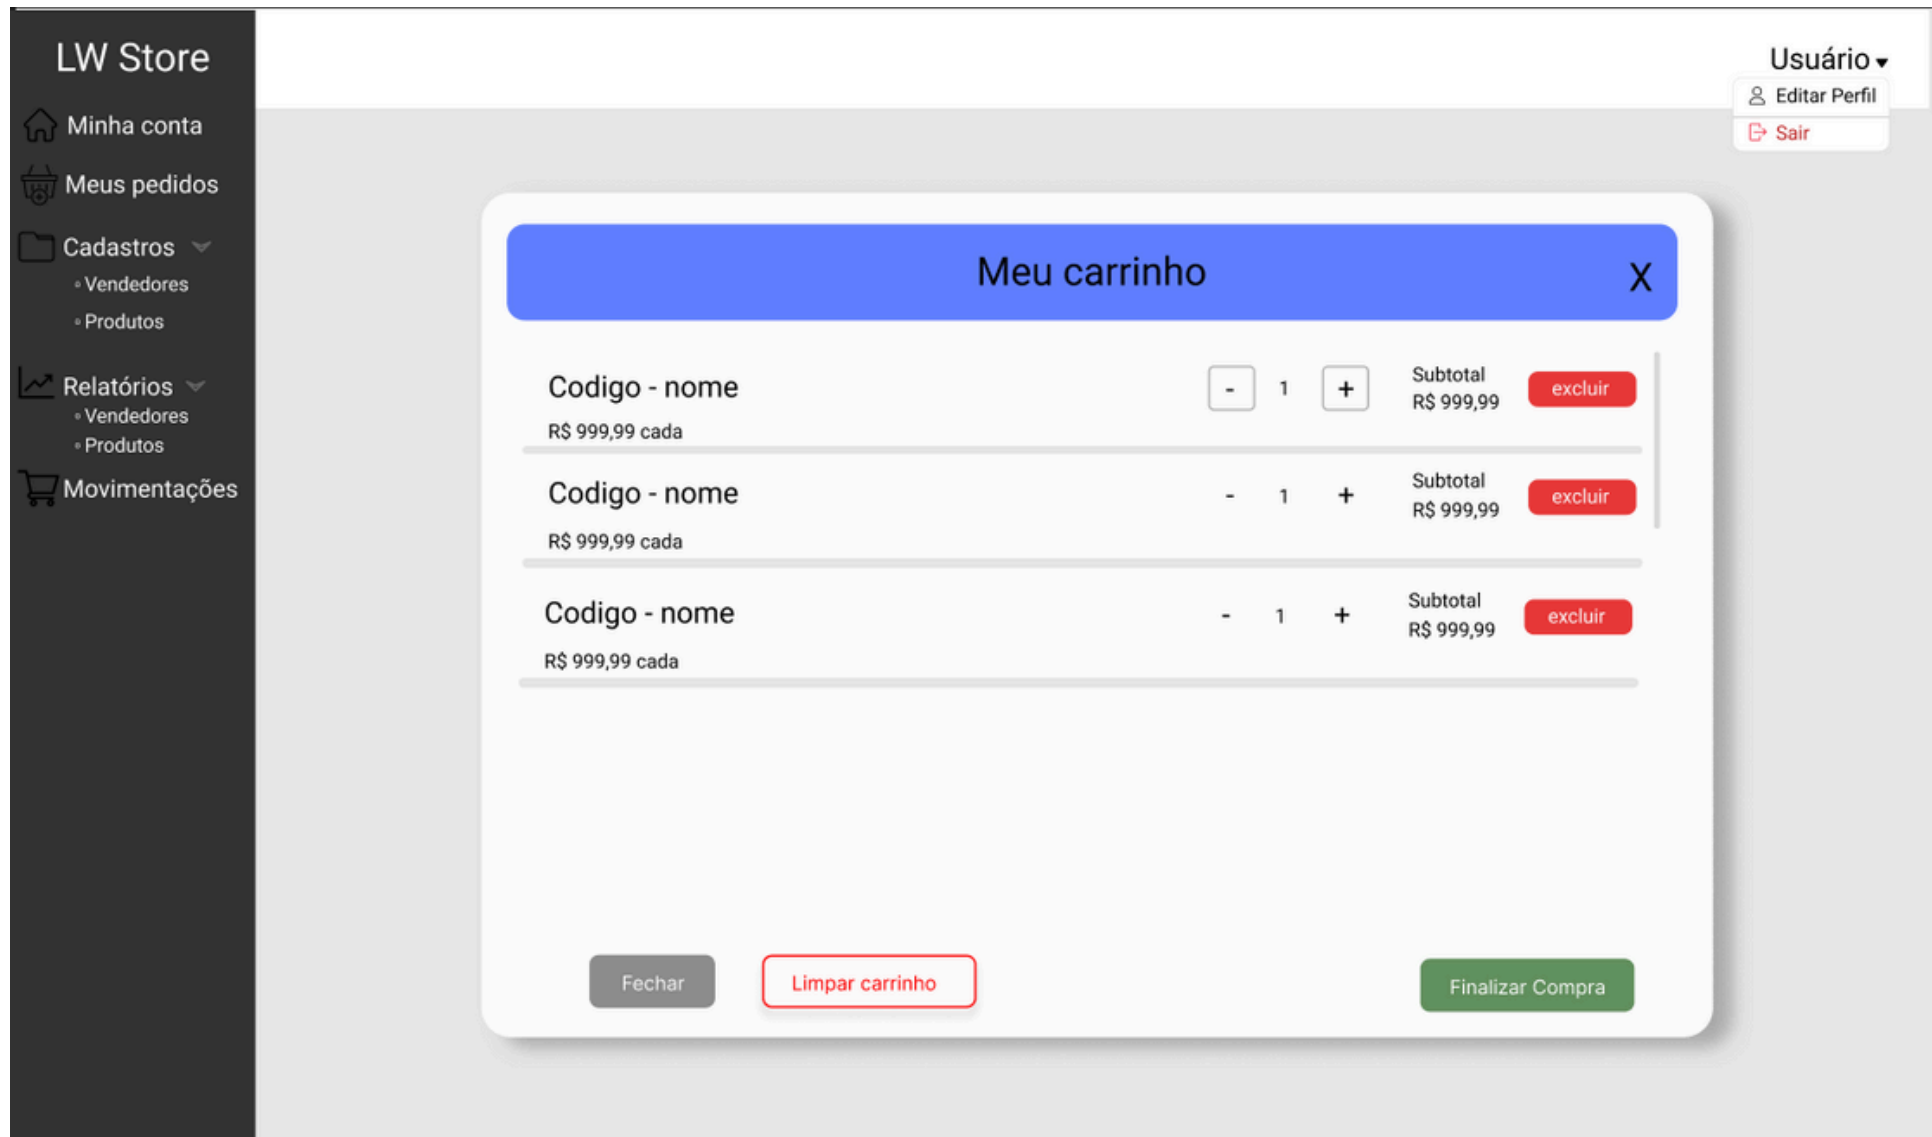 LW Store
Minha conta
Meus pedidos
Cadastros
Vendedores
Produtos
Relatórios
Vendedores
Produtos
Movimentações
Usuário
Editar Perfil
Sair
Meu carrinho X
Codigo - nome
R$ 999,99 cada
- 1 +
Subtotal
R$ 999,99
excluir
Codigo - nome
R$ 999,99 cada
- 1 +
Subtotal
R$ 999,99
excluir
Codigo - nome
R$ 999,99 cada
- 1 +
Subtotal
R$ 999,99
excluir
Fechar
Limpar carrinho
Finalizar Compra